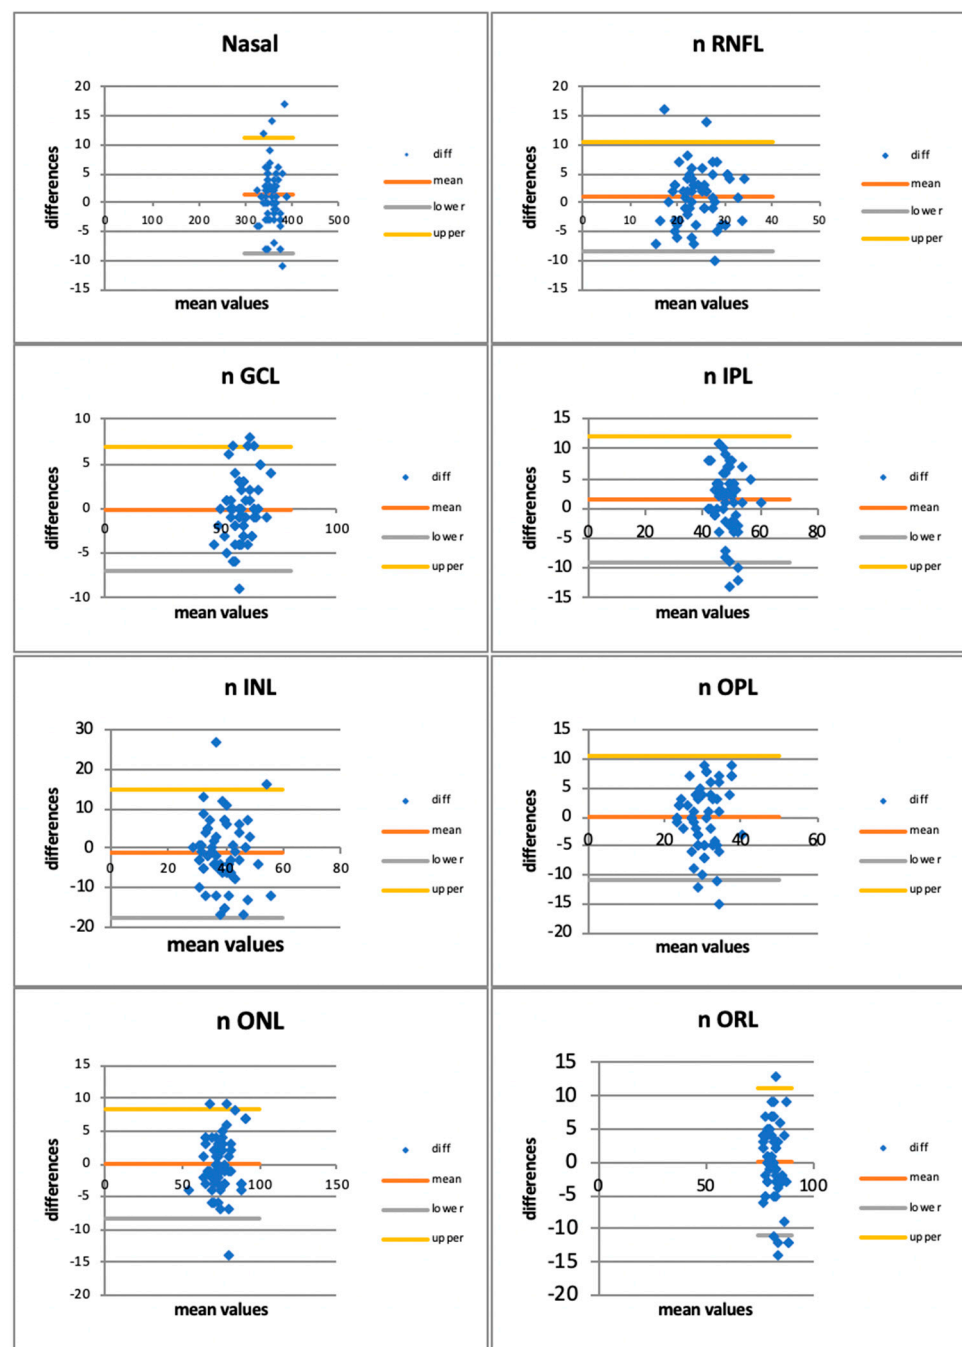 Nasal
20
15
10
5
0
-5
-10
-15
0 100 200 300 400 500
differences
mean values
diff
mean
lower
upper
n RNFL
20
15
10
5
0
-5
-10
-15
0 10 20 30 40 50
differences
mean values
diff
mean
lower
upper
n GCL
10
5
0
-5
-10
0 50 100
differences
mean values
diff
mean
lower
upper
n IPL
15
10
5
0
-5
-10
-15
0 20 40 60 80
differences
mean values
diff
mean
lower
upper
n INL
30
20
10
0
-10
-20
0 20 40 60 80
differences
mean values
diff
mean
lower
upper
n OPL
15
10
5
0
-5
-10
-15
-20
0 20 40 60
differences
mean values
diff
mean
lower
upper
n ONL
15
10
5
0
-5
-10
-15
-20
0 50 100 150
differences
mean values
diff
mean
lower
upper
n ORL
15
10
5
0
-5
-10
-15
-20
0 50 100
differences
mean values
diff
mean
lower
upper